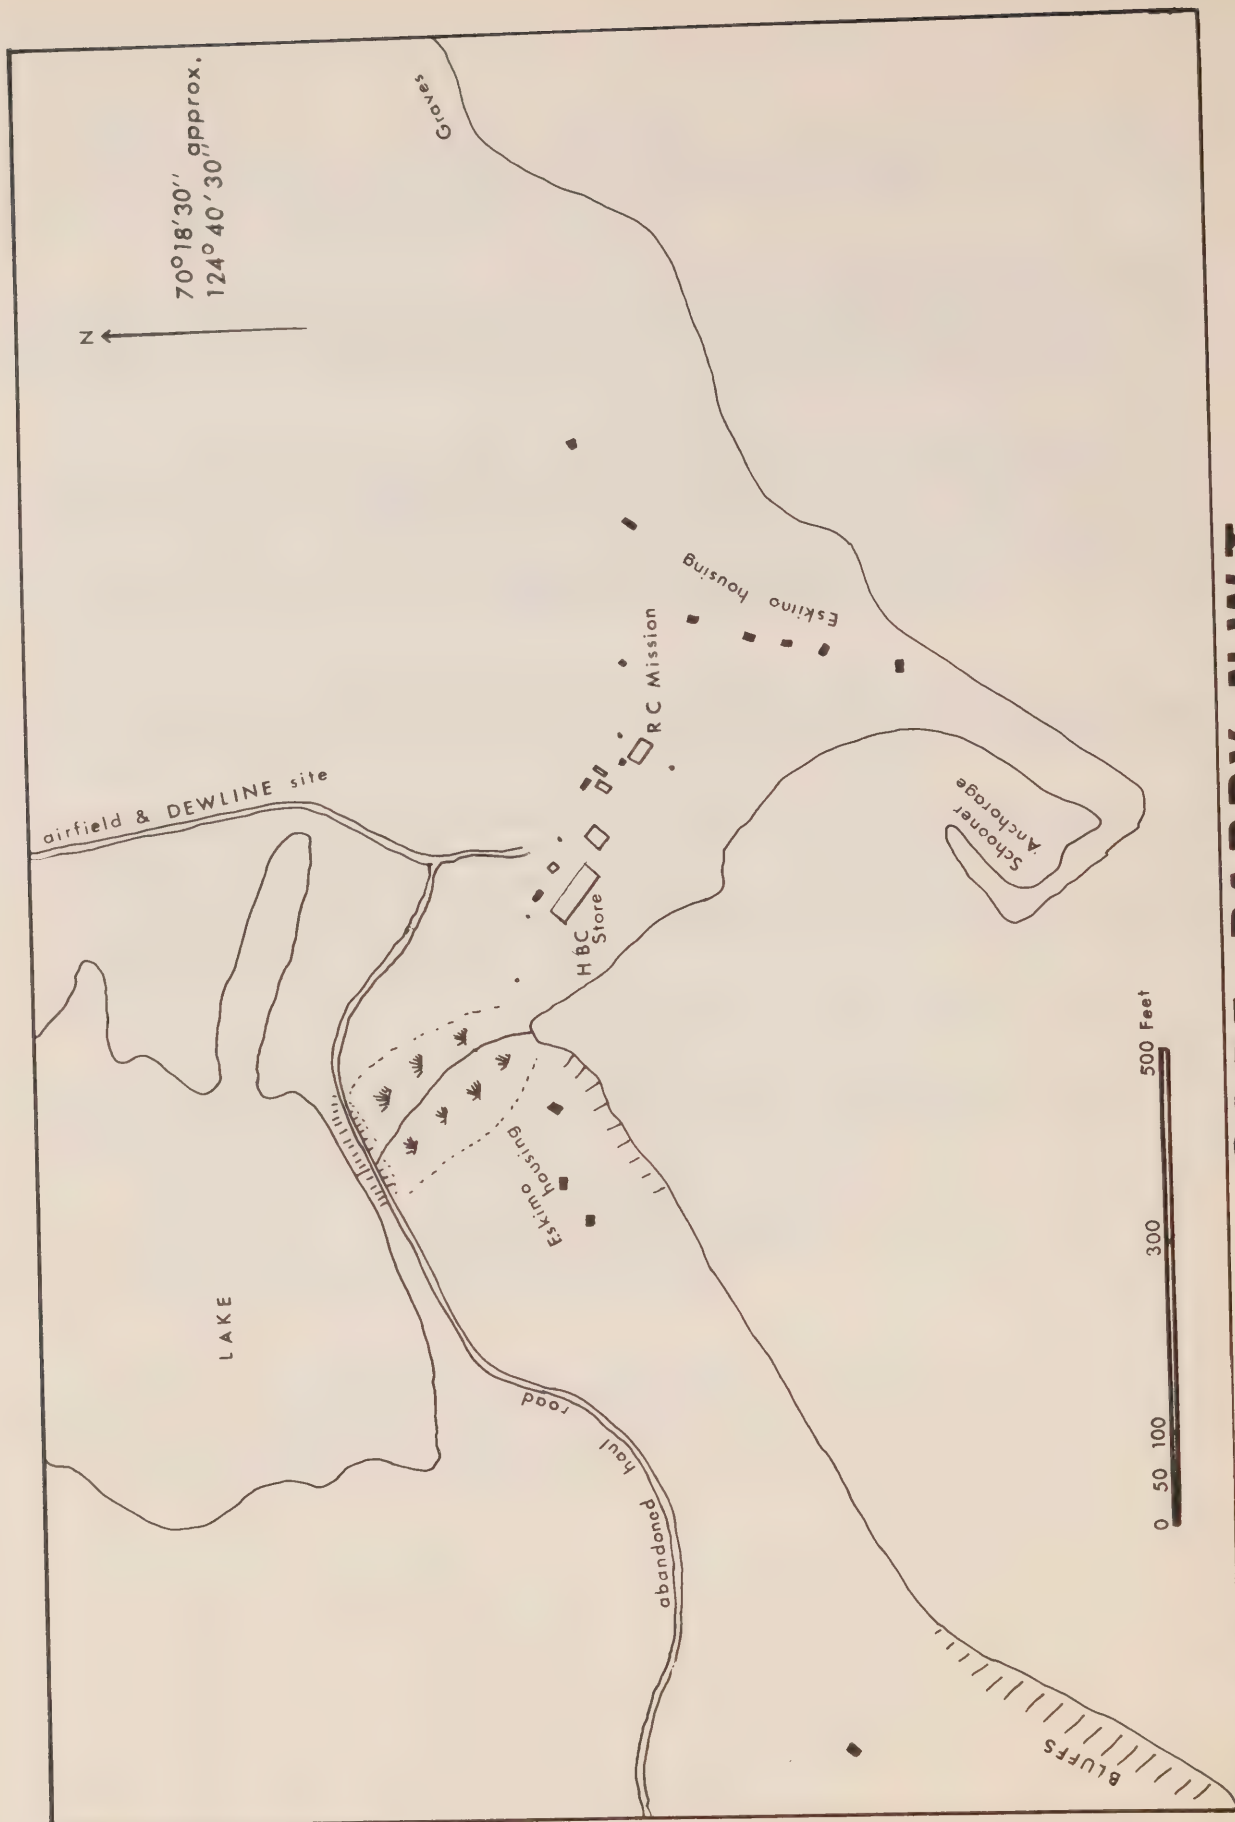 70°18'30"
124°40'30" approx.
N
Graves
airfield & DEWLINE site
LAKE
RC Mission
Eskimo housing
HBC
Store
Eskimo
housing
Schooner
Anchorage
abandoned haul road
BLUFFS
0 50 100 300 500 Feet